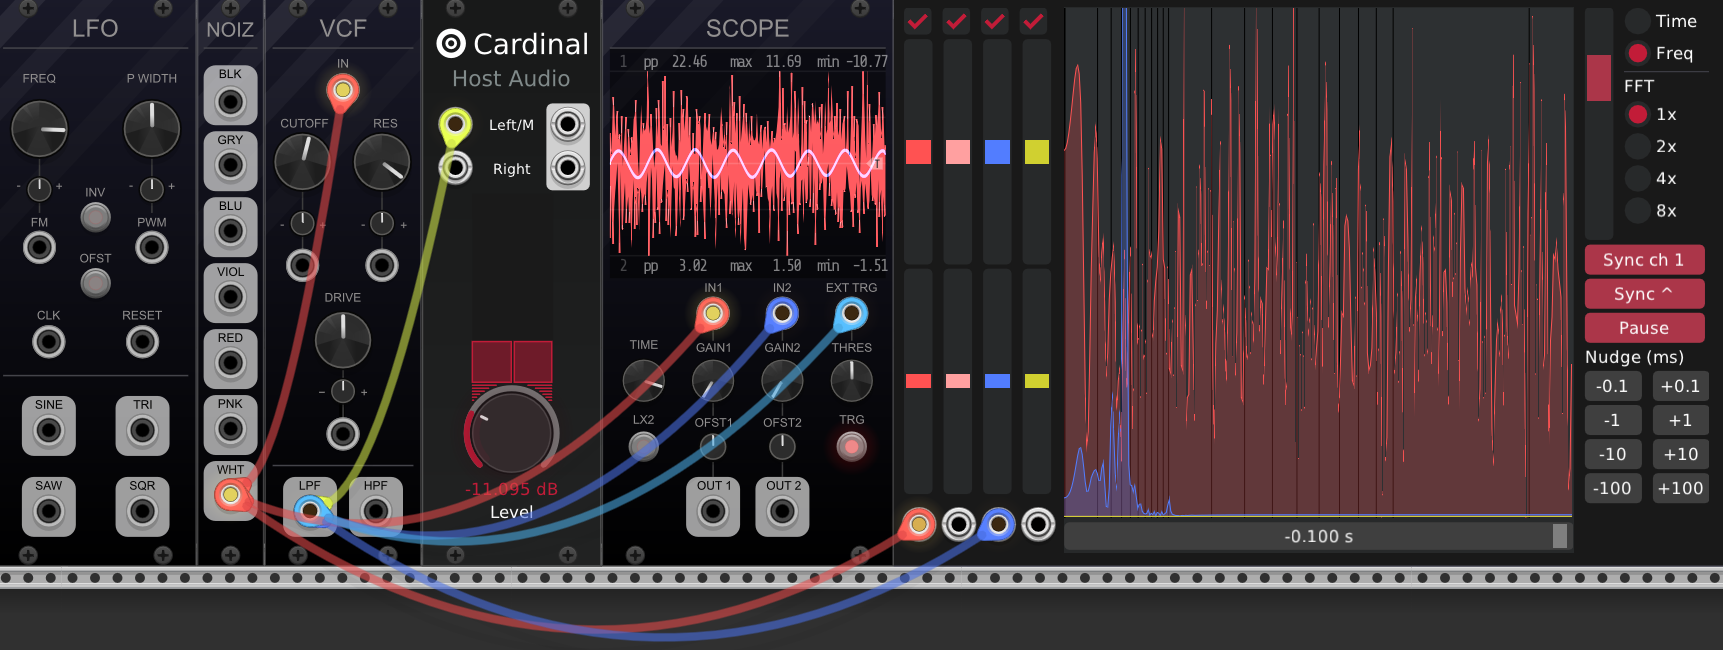 LFO
FREQ
P WIDTH
- +
- +
INV
FM
PWM
OFST
CLK
RESET
SINE
TRI
SAW
SQR
NOIZ
BLK
GRY
BLU
VIOL
RED
PNK
WHT
VCF
IN
CUTOFF
RES
- +
- +
DRIVE
- +
LPF
HPF
Cardinal
Host Audio
Left/M
Right
-11.095 dB
Level
SCOPE
1 pp 22.46 max 11.69 min -10.77
T
2 pp 3.02 max 1.50 min -1.51
IN1
IN2
EXT TRG
TIME
GAIN1
GAIN2
THRES
LX2
OFST1
OFST2
TRG
OUT 1
OUT 2
-0.100 s
Time
Freq
FFT
1x
2x
4x
8x
Sync ch 1
Sync ^
Pause
Nudge (ms)
-0.1
+0.1
-1
+1
-10
+10
-100
+100